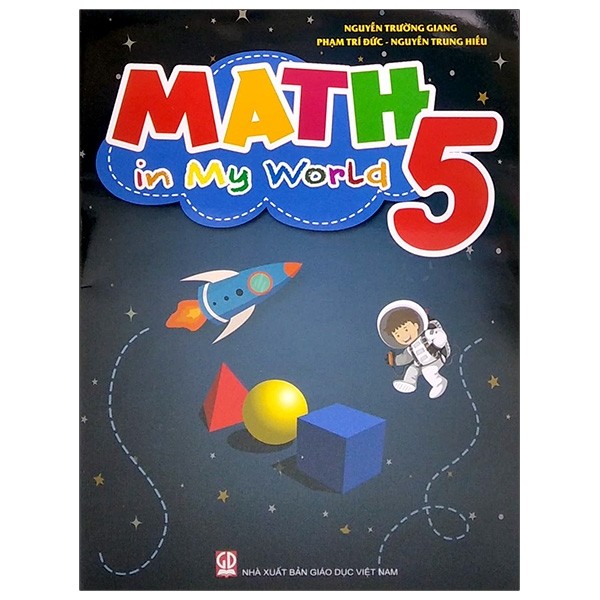 NGUYỄN TRƯỜNG GIANG
PHẠM TRÍ ĐỨC - NGUYỄN TRUNG HIẾU
MATH
in My World
5
GD
NHÀ XUẤT BẢN GIÁO DỤC VIỆT NAM